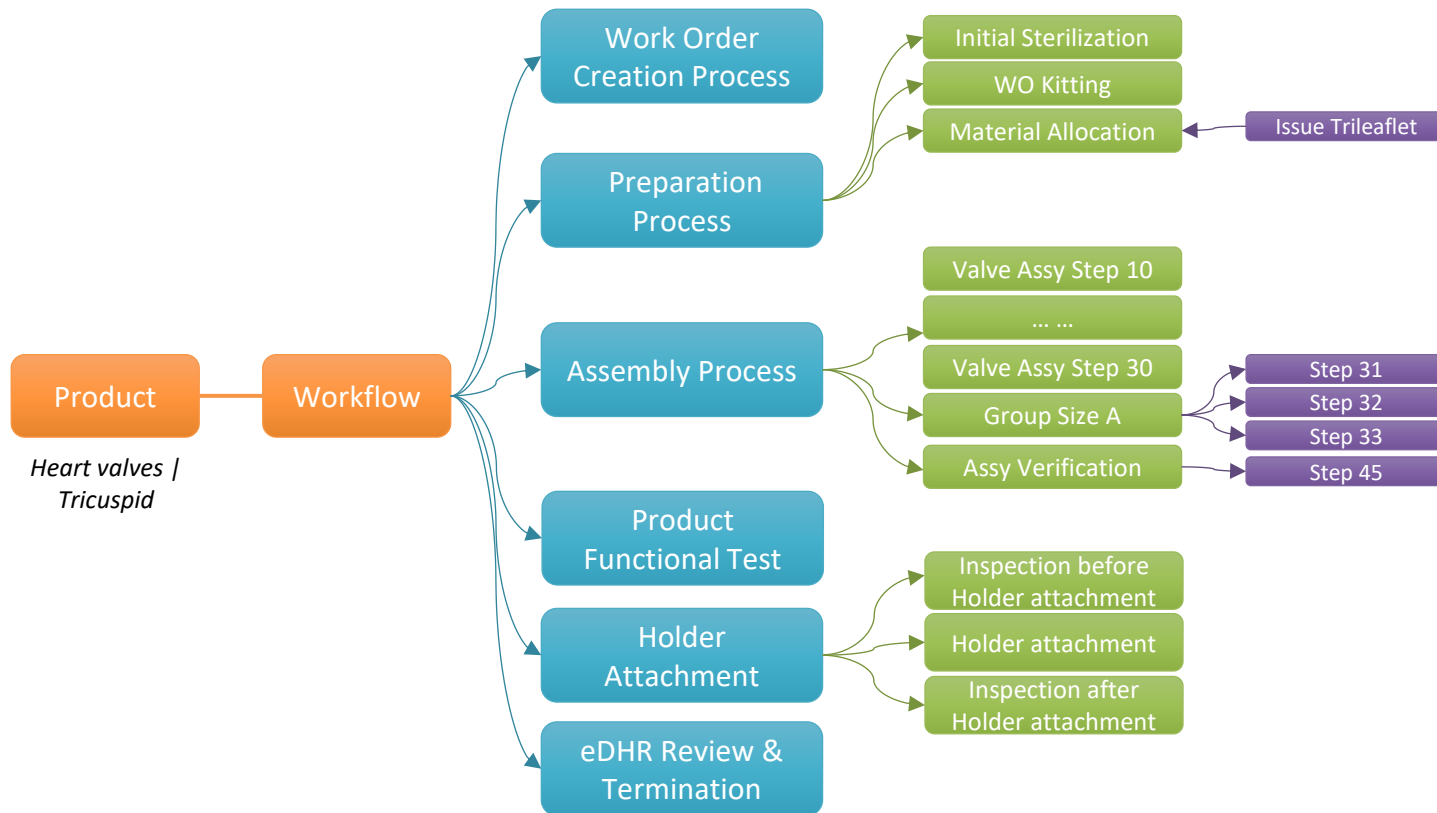 Product
Heart valves |
Tricuspid
Workflow
Work Order
Creation Process
Preparation
Process
Assembly Process
Product
Functional Test
Holder
Attachment
eDHR Review &
Termination
Initial Sterilization
WO Kitting
Material Allocation
Valve Assy Step 10
... ...
Valve Assy Step 30
Group Size A
Assy Verification
Inspection before
Holder attachment
Holder attachment
Inspection after
Holder attachment
Issue Trileaflet
Step 31
Step 32
Step 33
Step 45